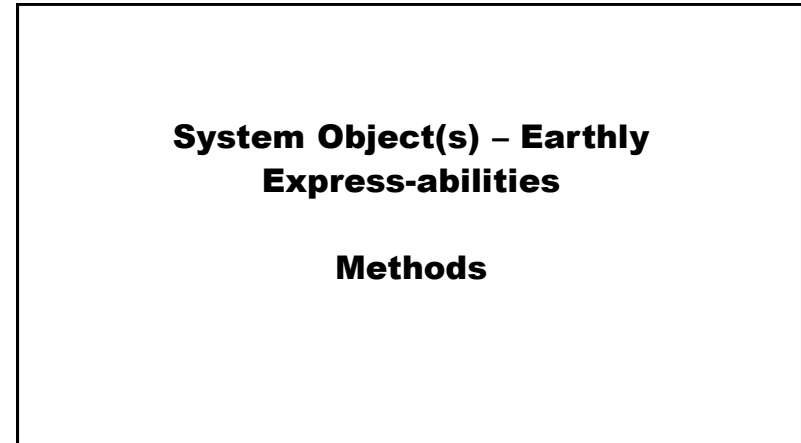 System Object(s) – Earthly
Express-abilities
Methods